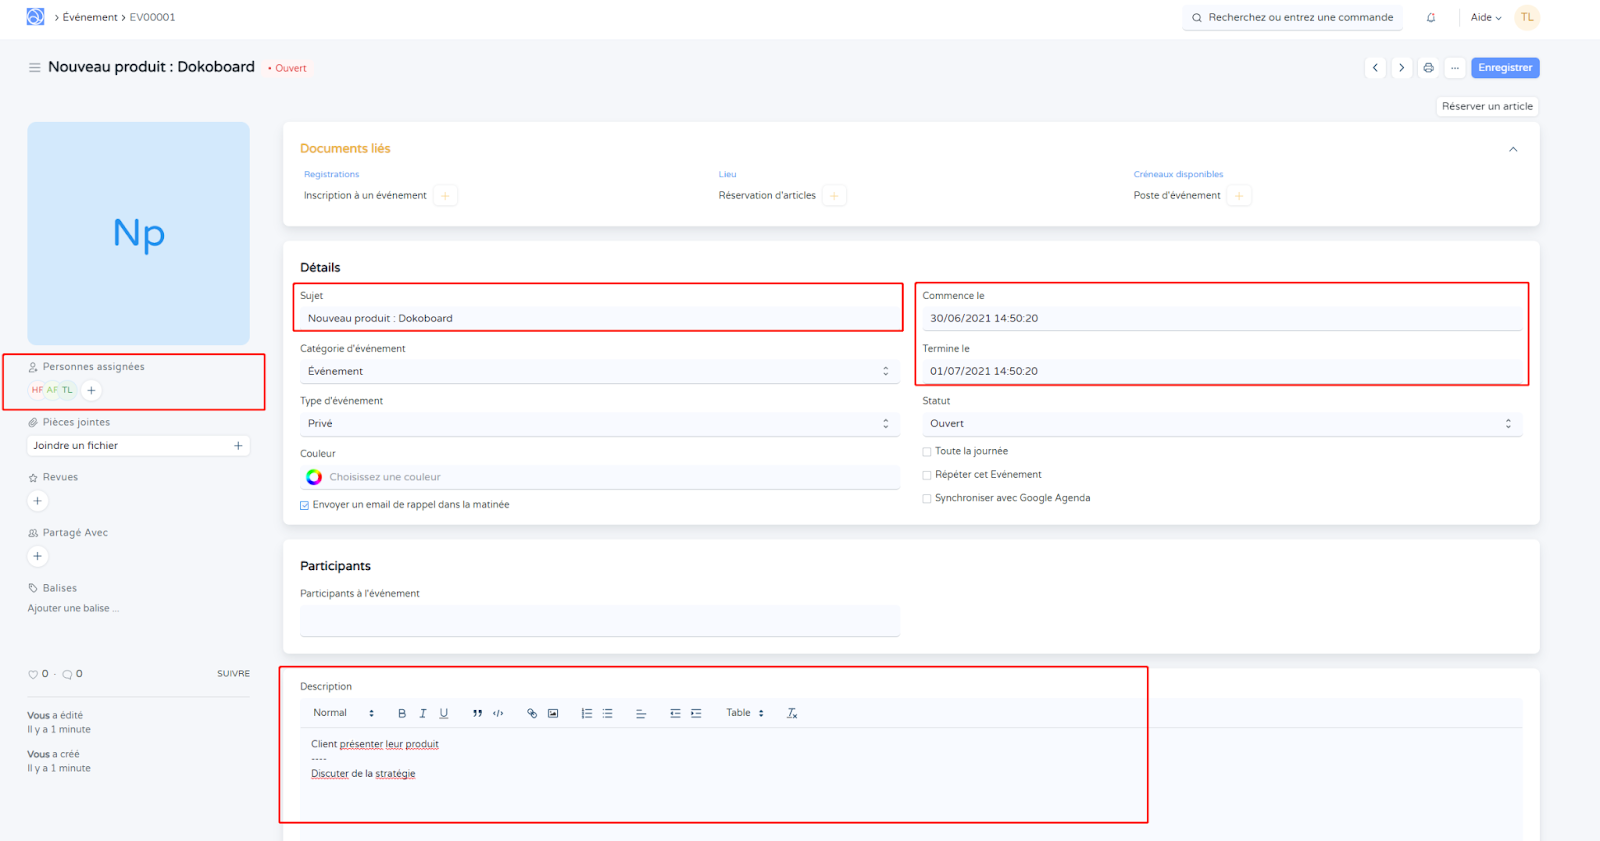 Événement EV00001
Recherchez ou entrez une commande
Aide
TL
Nouveau produit : Dokoboard
Ouvert
Enregistrer
Réserver un article
Np
Documents liés
Registrations
Inscription à un événement
Lieu
Réservation d'articles
Créneaux disponibles
Poste d'événement
Personnes assignées
HF AF TL
Pièces jointes
Joindre un fichier
Revues
Partagé Avec
Balises
Ajouter une balise ...
0 · 0
SUIVRE
Vous a édité
Il y a 1 minute
Vous a créé
Il y a 1 minute
Détails
Sujet
Nouveau produit : Dokoboard
Catégorie d'événement
Événement
Type d'événement
Privé
Couleur
Choisissez une couleur
Envoyer un email de rappel dans la matinée
Commence le
30/06/2021 14:50:20
Termine le
01/07/2021 14:50:20
Statut
Ouvert
Toute la journée
Répéter cet Evénement
Synchroniser avec Google Agenda
Participants
Participants à l'événement
Description
Normal B I U Table
Client présenter leur produit
----
Discuter de la stratégie